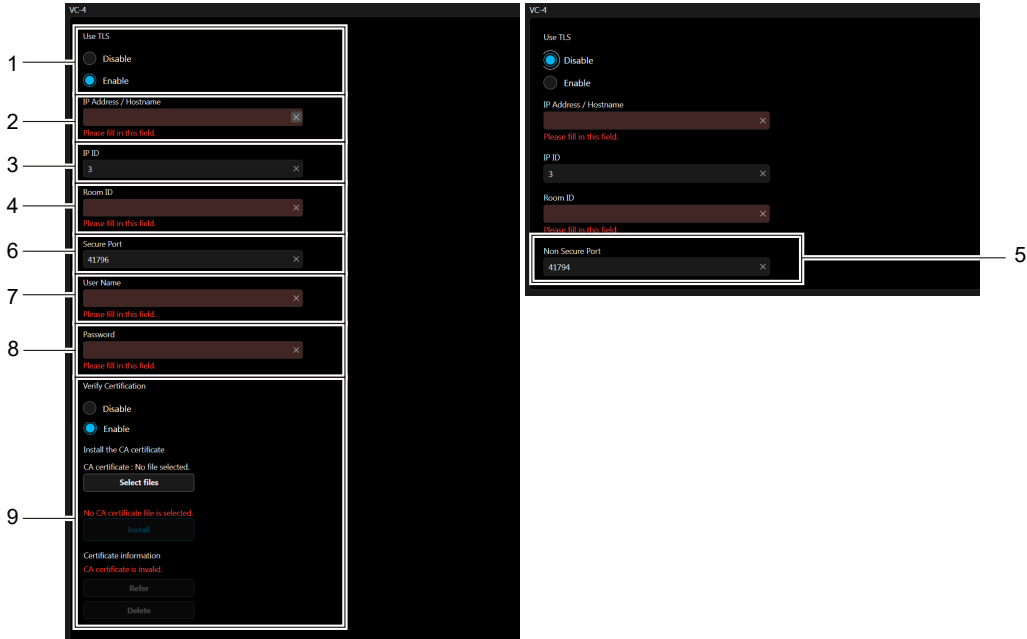 VC-4
Use TLS
1
Disable
Enable
IP Address / Hostname
2
Please fill in this field.
IP ID
3
3
Room ID
4
Please fill in this field.
Secure Port
6
41796
User Name
7
Please fill in this field.
Password
8
Please fill in this field.
Verify Certification
Disable
Enable
Install the CA certificate
CA certificate : No file selected.
Select files
9
No CA certificate file is selected.
Install
Certificate information
CA certificate is invalid.
Refer
Delete
VC-4
Use TLS
Disable
Enable
IP Address / Hostname
Please fill in this field.
IP ID
3
Room ID
Please fill in this field.
Non Secure Port
5
41794